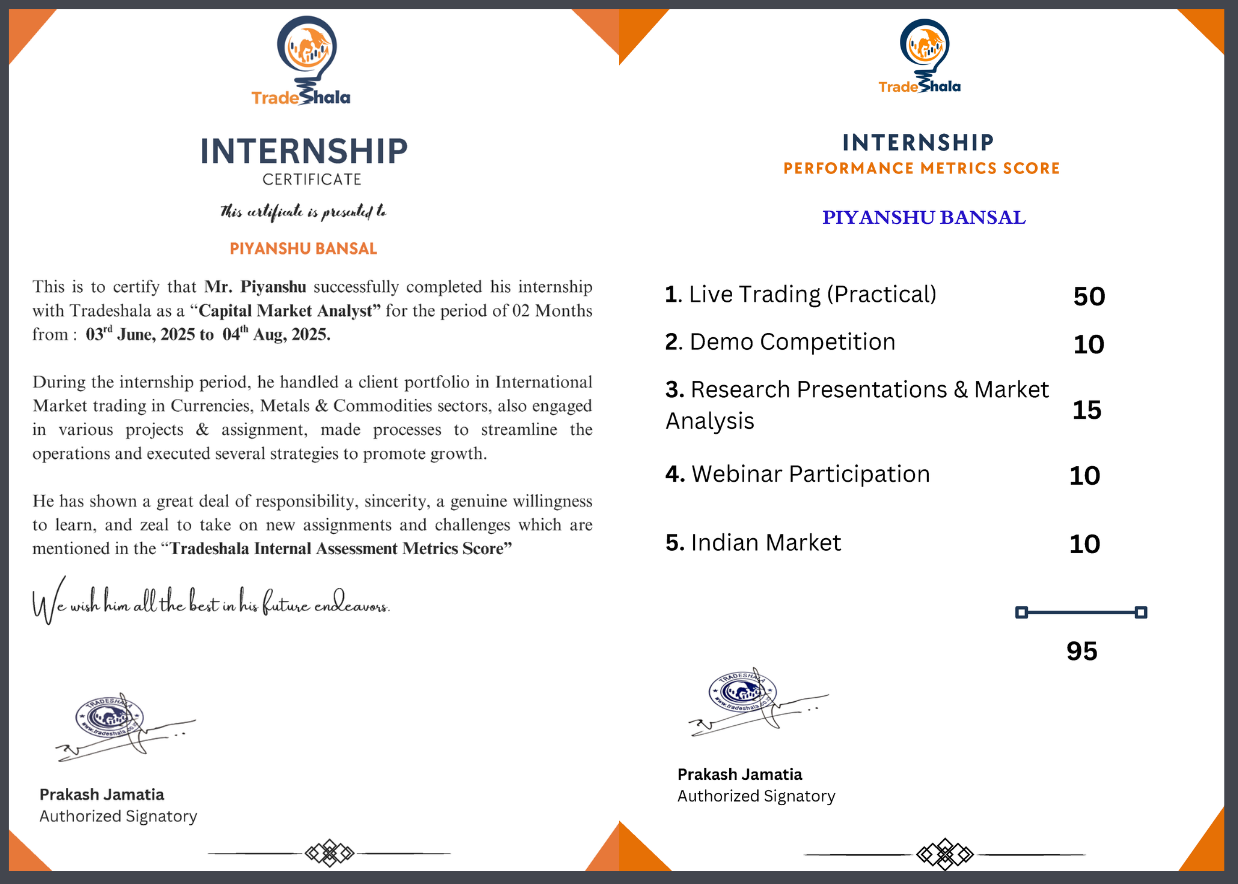 TradeShala
INTERNSHIP
CERTIFICATE
This certificate is presented to
PIYANSHU BANSAL
This is to certify that Mr. Piyanshu successfully completed his internship
with Tradeshala as a “Capital Market Analyst” for the period of 02 Months
from : 03rd June, 2025 to 04th Aug, 2025.
During the internship period, he handled a client portfolio in International
Market trading in Currencies, Metals & Commodities sectors, also engaged
in various projects & assignment, made processes to streamline the
operations and executed several strategies to promote growth.
He has shown a great deal of responsibility, sincerity, a genuine willingness
to learn, and zeal to take on new assignments and challenges which are
mentioned in the “Tradeshala Internal Assessment Metrics Score”
We wish him all the best in his future endeavors.
TRADESHALA
www.tradeshala.co.in
Prakash Jamatia
Authorized Signatory
TradeShala
INTERNSHIP
PERFORMANCE METRICS SCORE
PIYANSHU BANSAL
1. Live Trading (Practical) 50
2. Demo Competition 10
3. Research Presentations & Market
Analysis 15
4. Webinar Participation 10
5. Indian Market 10
95
TRADESHALA
www.tradeshala.co.in
Prakash Jamatia
Authorized Signatory